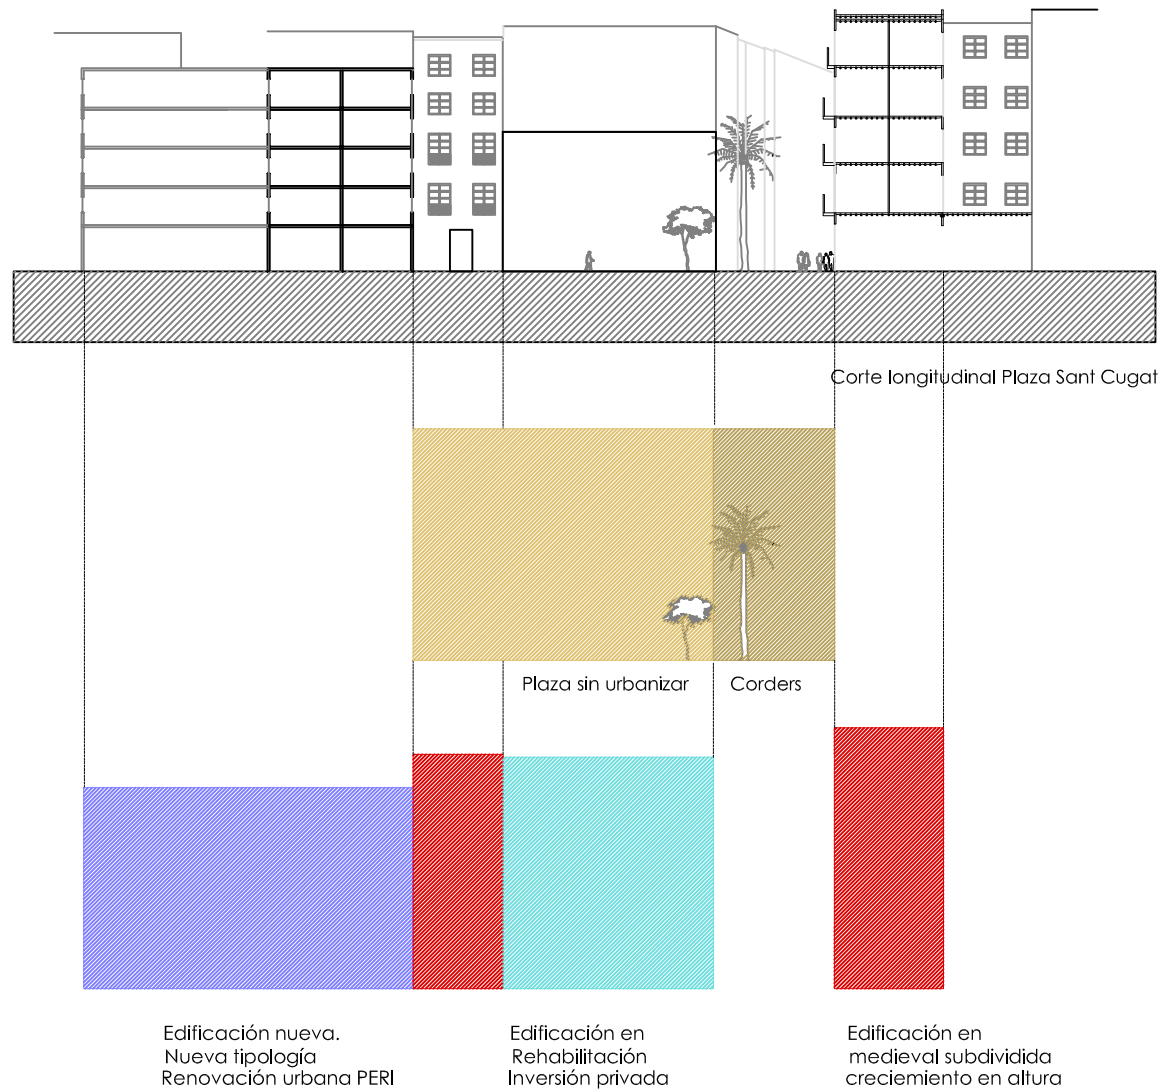 Corte longitudinal Plaza Sant Cugat
Plaza sin urbanizar
Corders
Edificación nueva.
Nueva tipología
Renovación urbana PERI
Edificación en
Rehabilitación
Inversión privada
Edificación en
medieval subdividida
creciemiento en altura